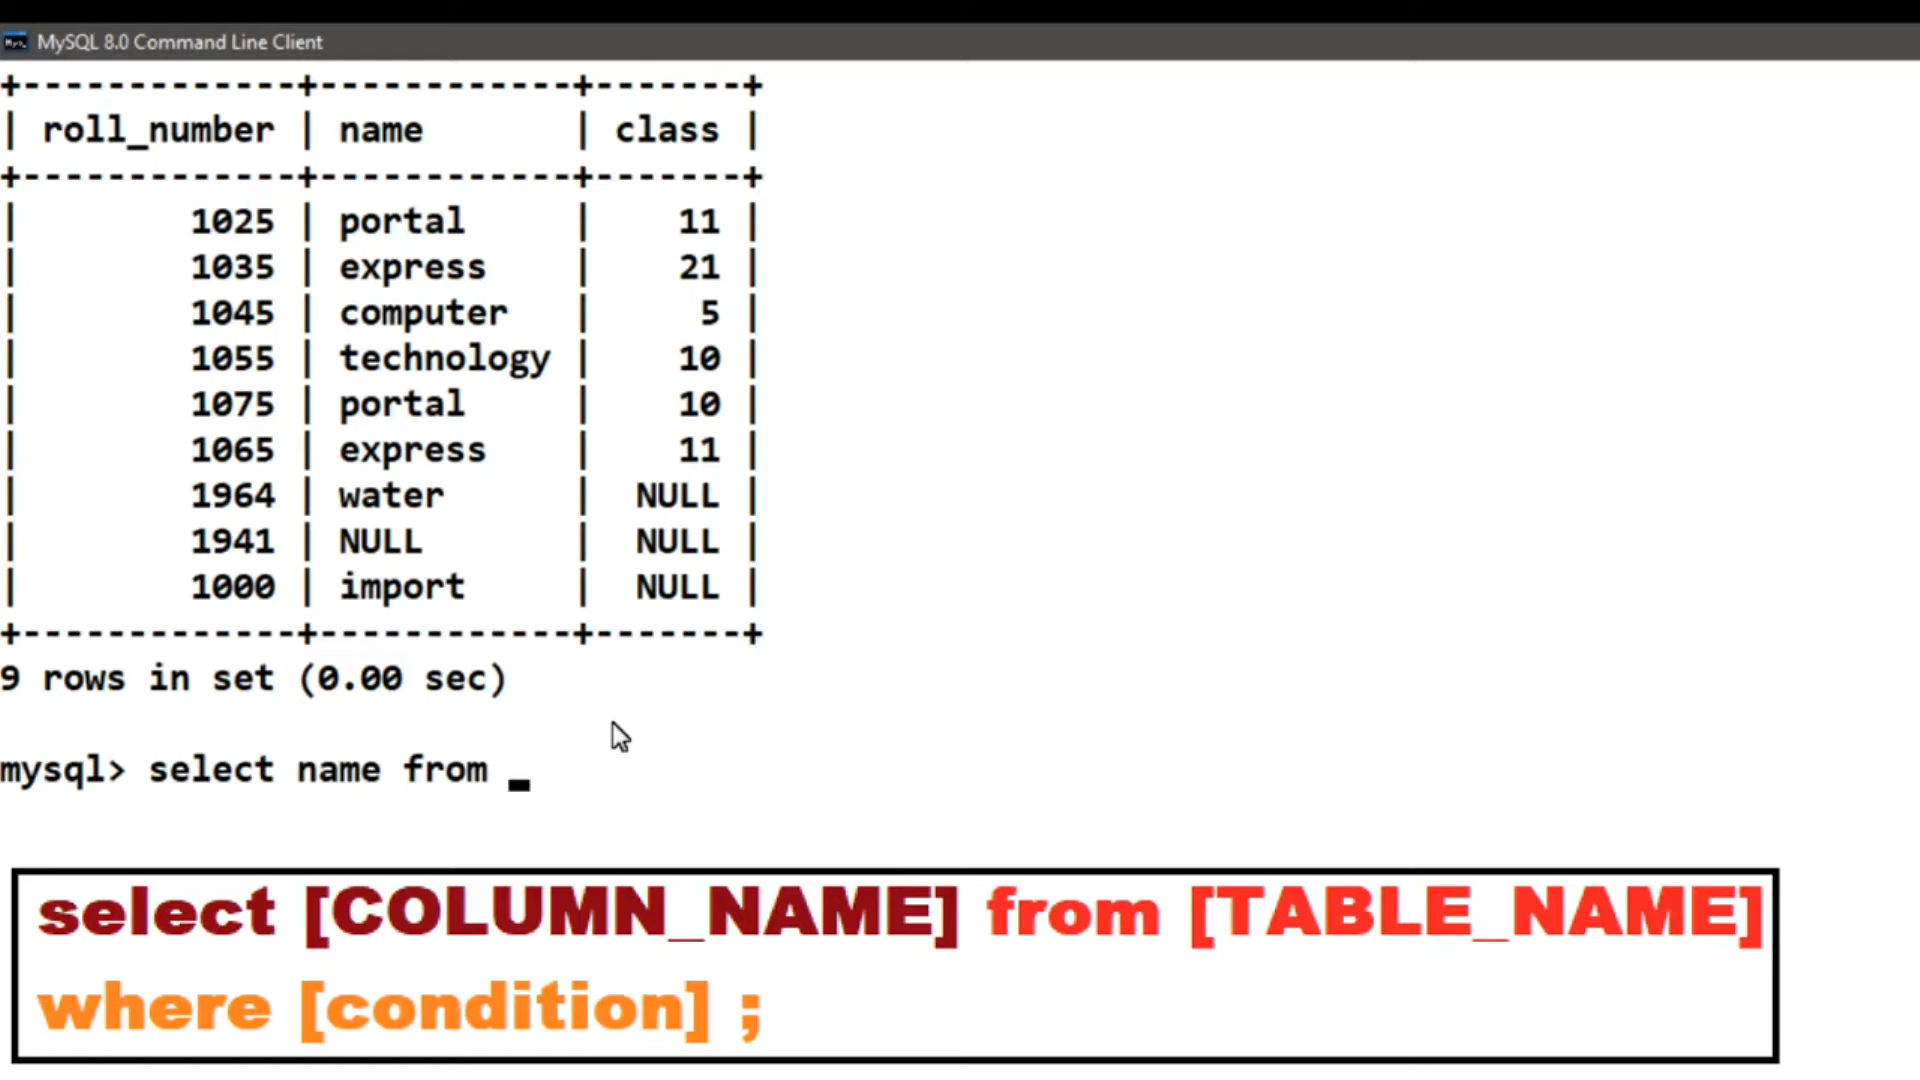 MySQL 8.0 Command Line Client
+-------------+------------+-------+
| roll_number | name       | class |
+-------------+------------+-------+
|        1025 | portal     |    11 |
|        1035 | express    |    21 |
|        1045 | computer   |     5 |
|        1055 | technology |    10 |
|        1075 | portal     |    10 |
|        1065 | express    |    11 |
|        1964 | water      |  NULL |
|        1941 | NULL       |  NULL |
|        1000 | import     |  NULL |
+-------------+------------+-------+
9 rows in set (0.00 sec)
mysql> select name from _
select [COLUMN_NAME] from [TABLE_NAME]
where [condition] ;